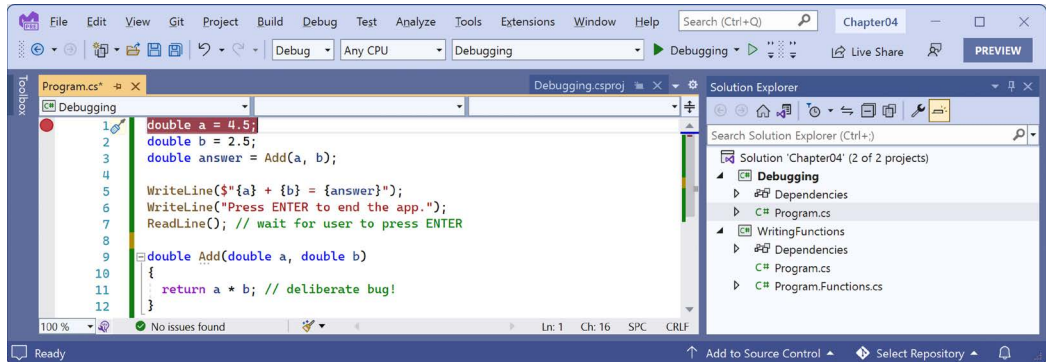 File Edit View Git Project Build Debug Test Analyze Tools Extensions Window Help Search (Ctrl+Q) Chapter04
Debug Any CPU Debugging Debugging Live Share PREVIEW
Toolbox
Program.cs* Debugging.csproj
C# Debugging
1 double a = 4.5;
2 double b = 2.5;
3 double answer = Add(a, b);
4
5 WriteLine($"{a} + {b} = {answer}");
6 WriteLine("Press ENTER to end the app.");
7 ReadLine(); // wait for user to press ENTER
8
9 double Add(double a, double b)
10 {
11 return a * b; // deliberate bug!
12 }
100 % No issues found Ln: 1 Ch: 16 SPC CRLF
Solution Explorer
Search Solution Explorer (Ctrl+;)
Solution 'Chapter04' (2 of 2 projects)
C# Debugging
Dependencies
C# Program.cs
C# WritingFunctions
Dependencies
C# Program.cs
C# Program.Functions.cs
Ready Add to Source Control Select Repository